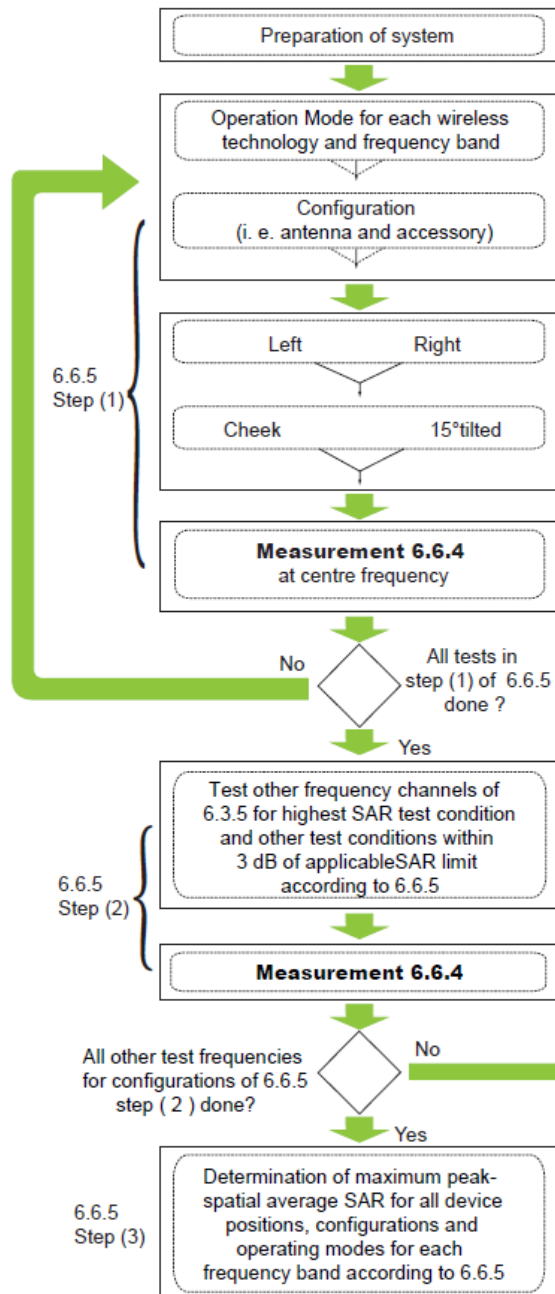 Preparation of system
Operation Mode for each wireless
technology and frequency band
Configuration
(i. e. antenna and accessory)
Left Right
6.6.5
Step (1)
Cheek 15°tilted
Measurement 6.6.4
at centre frequency
No
All tests in
step (1) of 6.6.5
done ?
Yes
Test other frequency channels of
6.3.5 for highest SAR test condition
and other test conditions within
3 dB of applicableSAR limit
according to 6.6.5
6.6.5
Step (2)
Measurement 6.6.4
All other test frequencies
for configurations of 6.6.5
step ( 2 ) done?
No
Yes
Determination of maximum peak-
spatial average SAR for all device
positions, configurations and
operating modes for each
frequency band according to 6.6.5
6.6.5
Step (3)